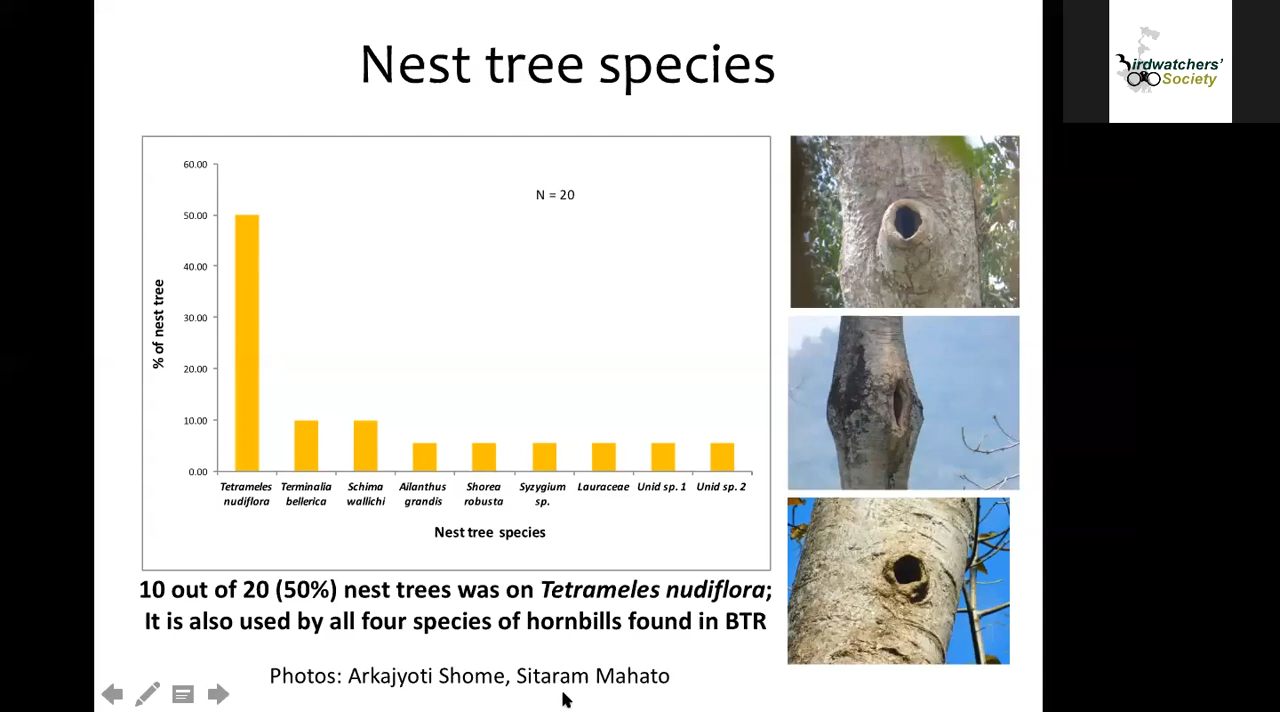 Nest tree species
Birdwatchers'
Society
60.00
50.00
40.00
30.00
20.00
10.00
0.00
N = 20
% of nest tree
Tetrameles nudiflora
Terminalia bellerica
Schima wallichi
Ailanthus grandis
Shorea robusta
Syzygium sp.
Lauraceae
Unid sp. 1
Unid sp. 2
Nest tree species
10 out of 20 (50%) nest trees was on Tetrameles nudiflora;
It is also used by all four species of hornbills found in BTR
Photos: Arkajyoti Shome, Sitaram Mahato